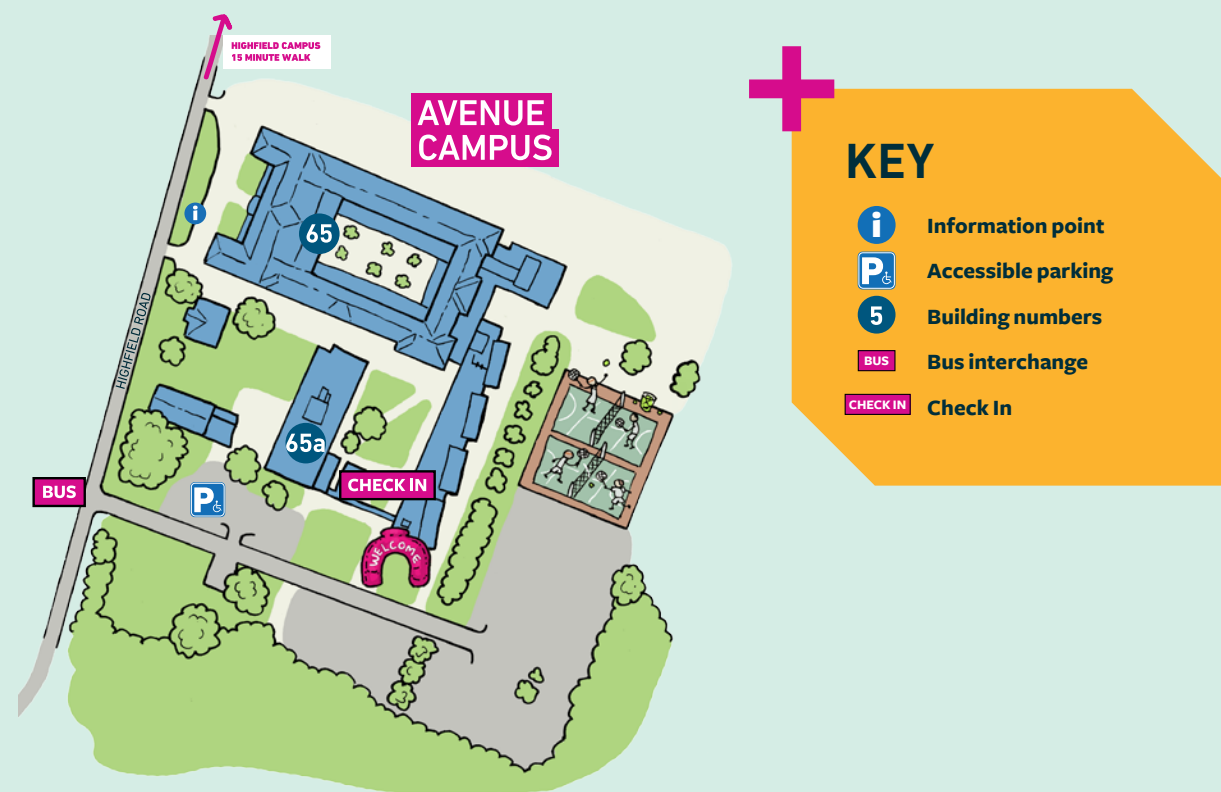 HIGHFIELD CAMPUS
15 MINUTE WALK
AVENUE
CAMPUS
KEY
i Information point
P Accessible parking
5 Building numbers
BUS Bus interchange
CHECK IN Check In
i
65
HIGHFIELD ROAD
65a
CHECK IN
BUS
P
WELCOME